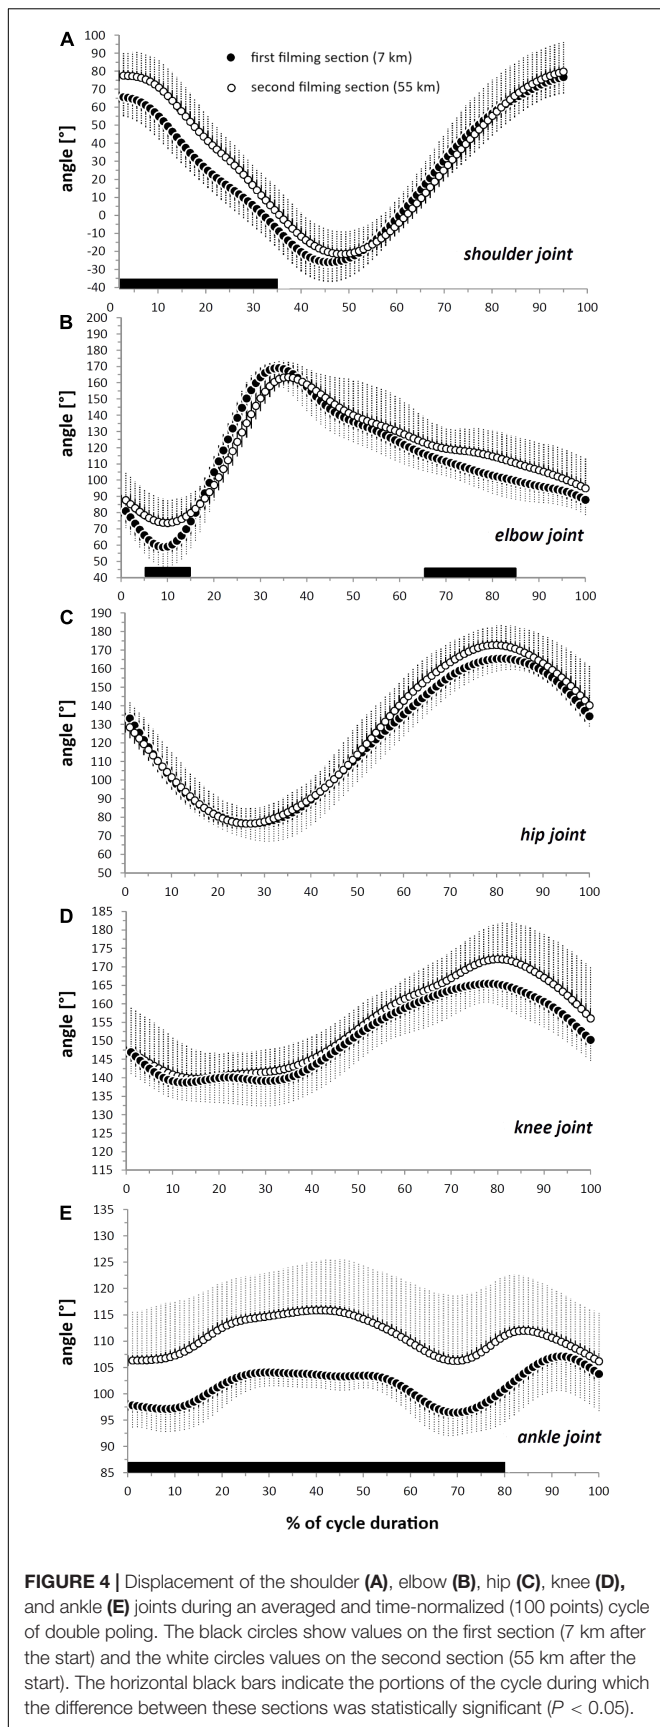 A
100
90
80
70
60
50
40
30
20
10
0
-10
-20
-30
-40
angle [°]
first filming section (7 km)
second filming section (55 km)
shoulder joint
0 10 20 30 40 50 60 70 80 90 100
B
200
190
180
170
160
150
140
130
120
110
100
90
80
70
60
50
40
angle [°]
elbow joint
0 10 20 30 40 50 60 70 80 90 100
C
190
180
170
160
150
140
130
120
110
100
90
80
70
60
50
angle [°]
hip joint
0 10 20 30 40 50 60 70 80 90 100
D
185
175
170
165
160
155
150
145
140
135
130
125
120
115
angle [°]
knee joint
0 10 20 30 40 50 60 70 80 90 100
E
135
125
120
115
110
105
100
95
90
85
angle [°]
ankle joint
0 10 20 30 40 50 60 70 80 90 100
% of cycle duration
FIGURE 4 | Displacement of the shoulder (A), elbow (B), hip (C), knee (D),
and ankle (E) joints during an averaged and time-normalized (100 points) cycle
of double poling. The black circles show values on the first section (7 km after
the start) and the white circles values on the second section (55 km after the
start). The horizontal black bars indicate the portions of the cycle during which
the difference between these sections was statistically significant (P < 0.05).